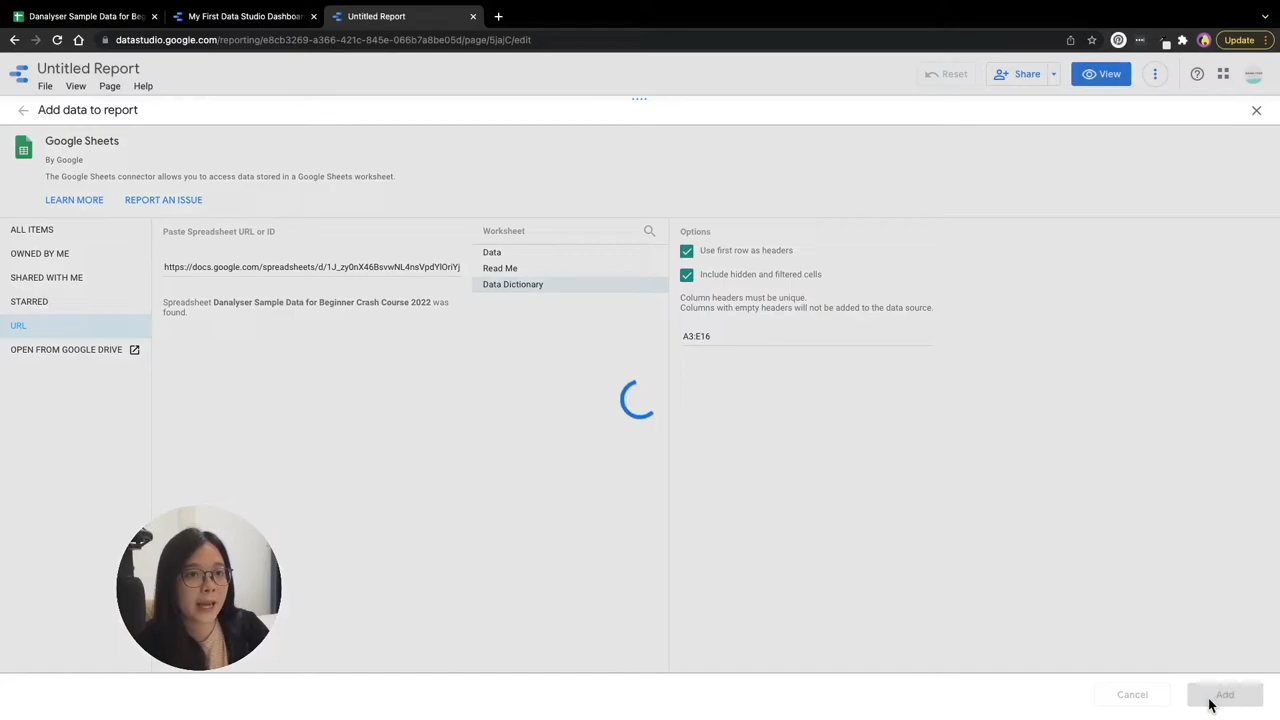 Danalyser Sample Data for Beg
My First Data Studio Dashboar
Untitled Report
datastudio.google.com/reporting/e8cb3269-a366-421c-845e-066b7a8be05d/page/5jajC/edit
Update
Untitled Report
File View Page Help
Reset
Share
View
Add data to report
Google Sheets
By Google
The Google Sheets connector allows you to access data stored in a Google Sheets worksheet.
LEARN MORE REPORT AN ISSUE
ALL ITEMS
OWNED BY ME
SHARED WITH ME
STARRED
URL
OPEN FROM GOOGLE DRIVE
Paste Spreadsheet URL or ID
https://docs.google.com/spreadsheets/d/1J_zy0nX46BsvwNL4nsVpdYlOriYj
Spreadsheet Danalyser Sample Data for Beginner Crash Course 2022 was
found.
Worksheet
Data
Read Me
Data Dictionary
Options
Use first row as headers
Include hidden and filtered cells
Column headers must be unique.
Columns with empty headers will not be added to the data source.
A3:E16
Cancel
Add